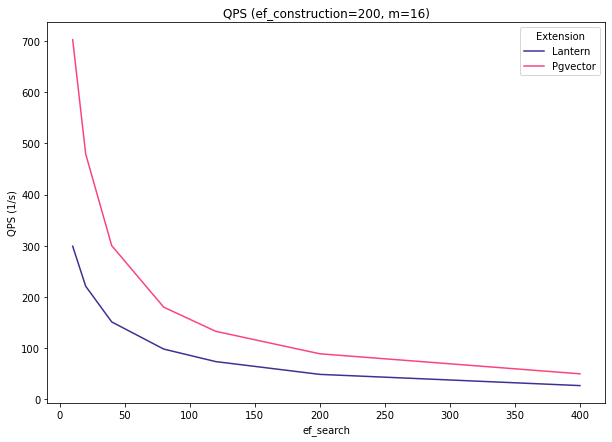 QPS (ef_construction=200, m=16)
Extension
Lantern
Pgvector
QPS (1/s)
700
600
500
400
300
200
100
0
0 50 100 150 200 250 300 350 400
ef_search